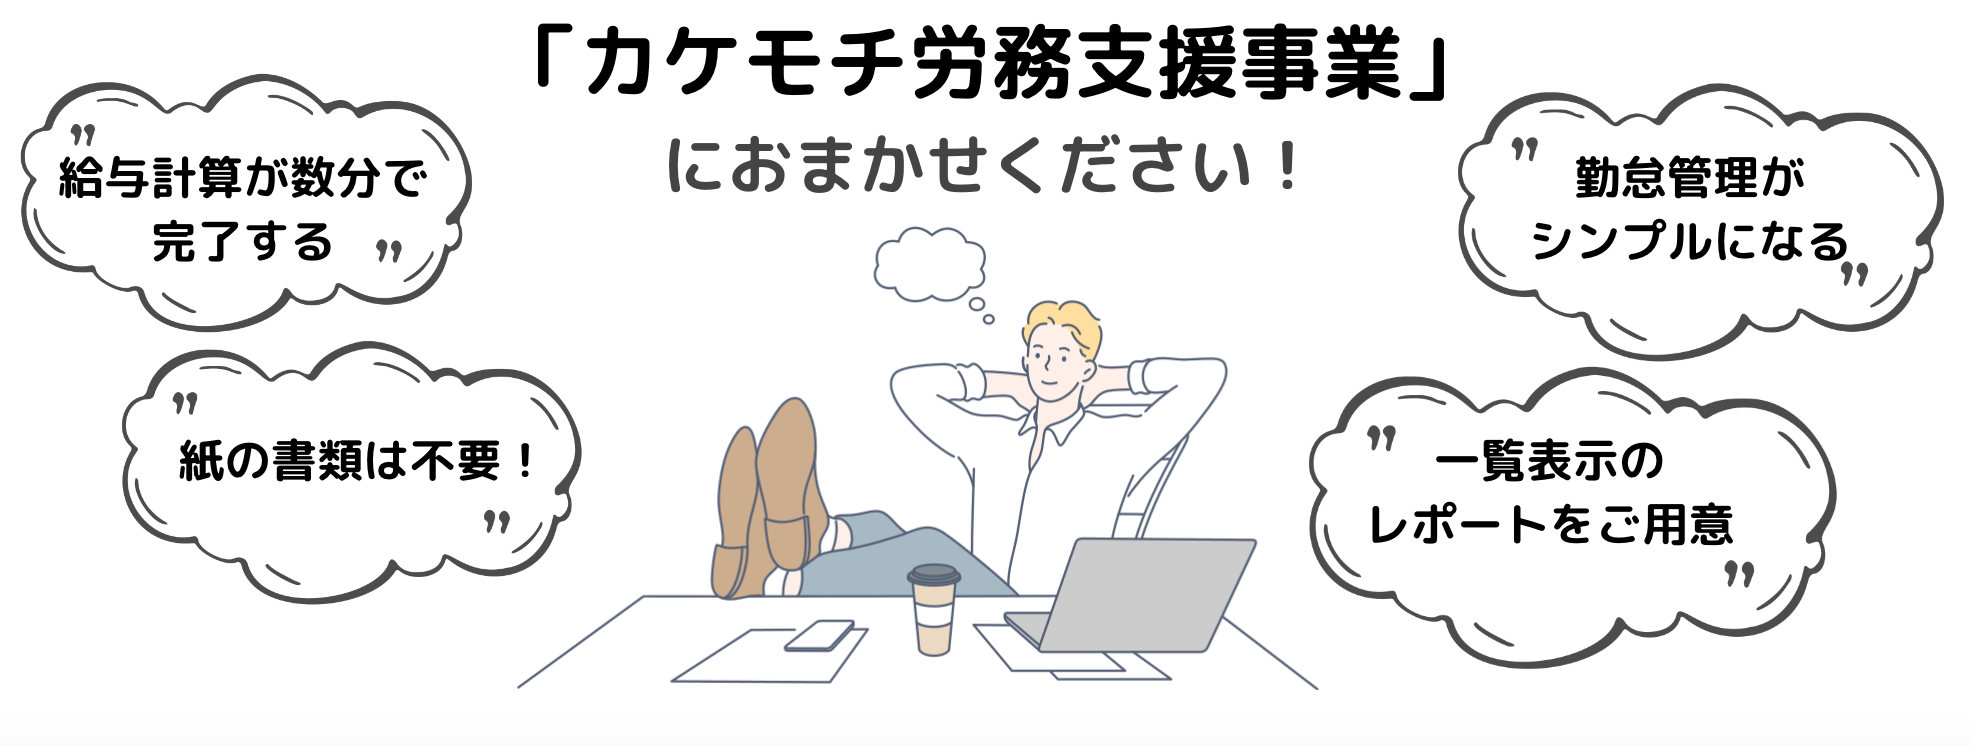 「カケモチ労務支援事業」
におまかせください！
給与計算が数分で
完了する
紙の書類は不要！
勤怠管理が
シンプルになる
一覧表示の
レポートをご用意